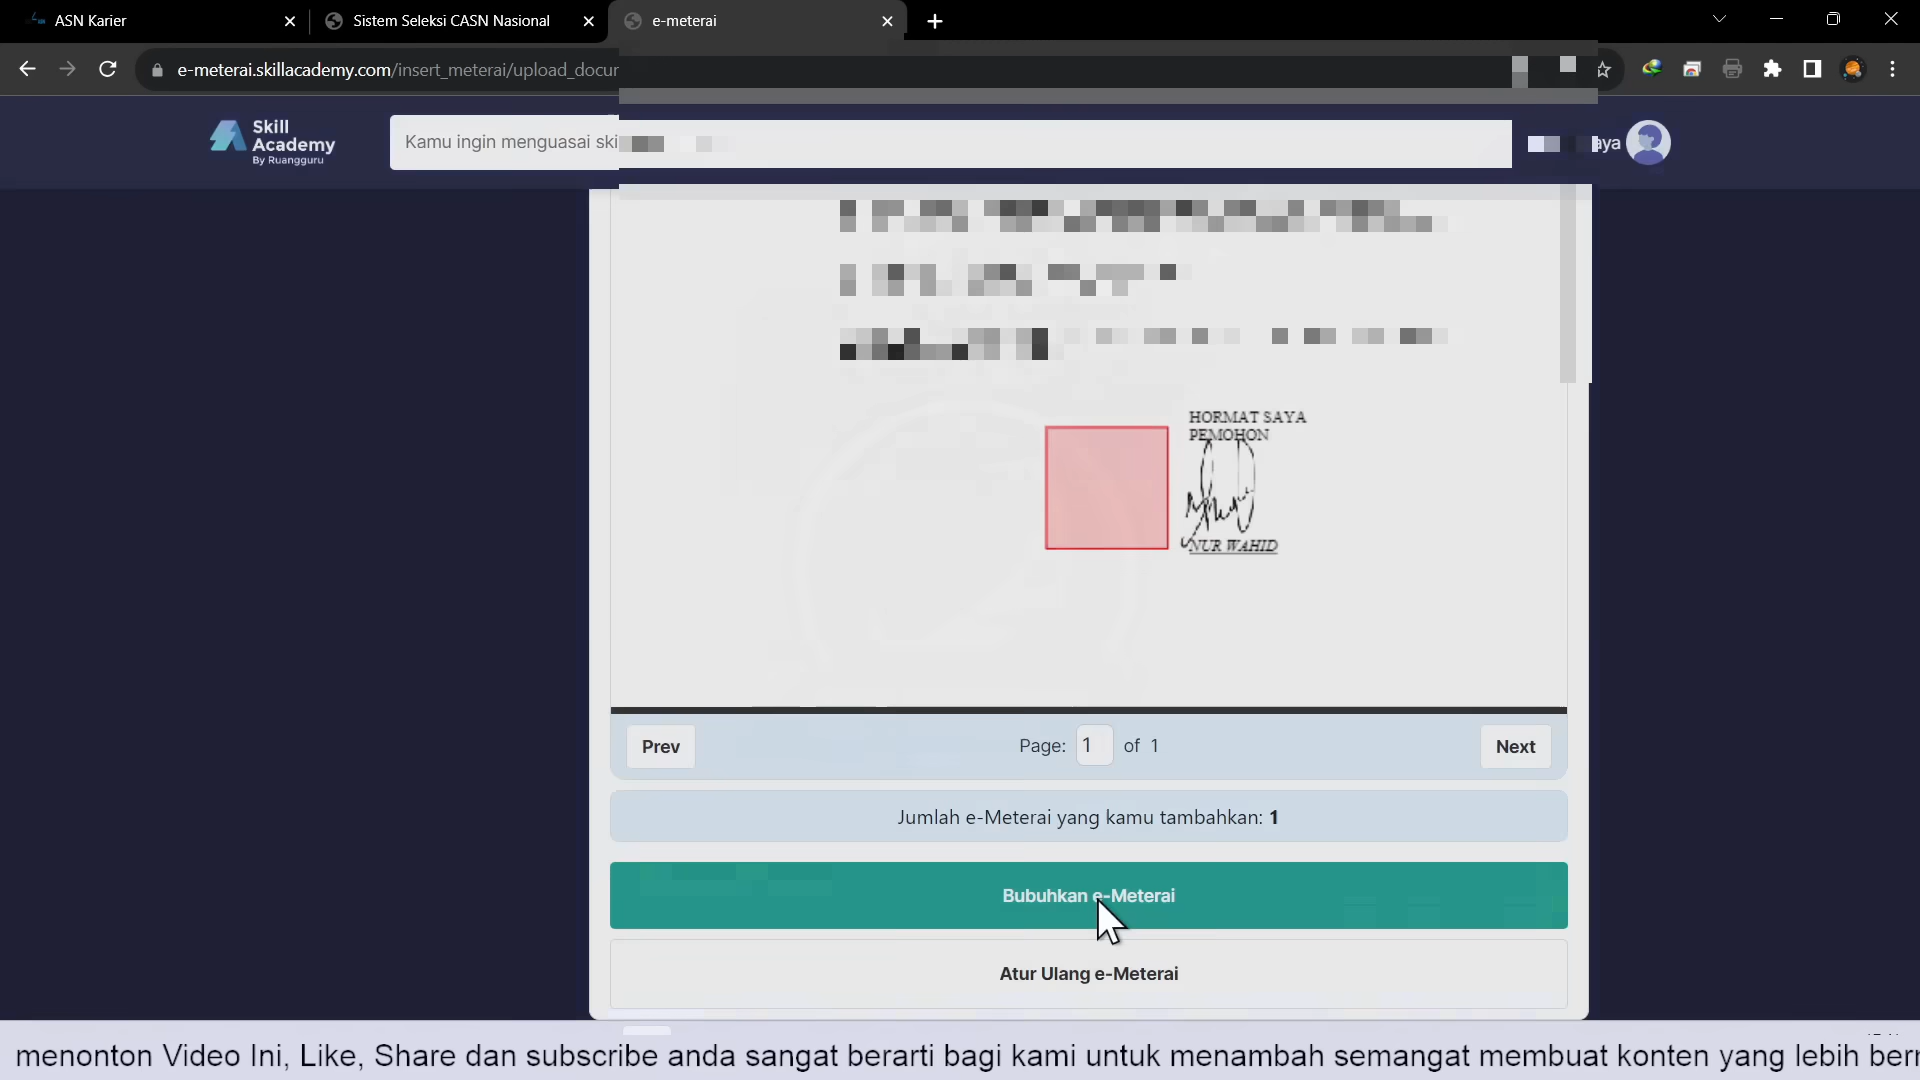 ASN Karier
Sistem Seleksi CASN Nasional
e-meterai
e-meterai.skillacademy.com/insert_meterai/upload_docur
Skill
Academy
By Ruangguru
Kamu ingin menguasai ski
aya
HORMAT SAYA
PEMOHON
NUR WAHID
Prev
Page: 1 of 1
Next
Jumlah e-Meterai yang kamu tambahkan: 1
Bubuhkan e-Meterai
Atur Ulang e-Meterai
menonton Video Ini, Like, Share dan subscribe anda sangat berarti bagi kami untuk menambah semangat membuat konten yang lebih